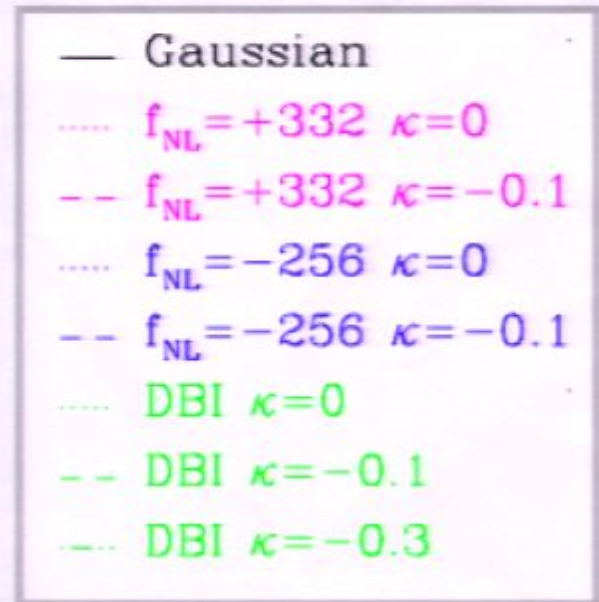 Gaussian
f_NL=+332 κ=0
f_NL=+332 κ=−0.1
f_NL=−256 κ=0
f_NL=−256 κ=−0.1
DBI κ=0
DBI κ=−0.1
DBI κ=−0.3